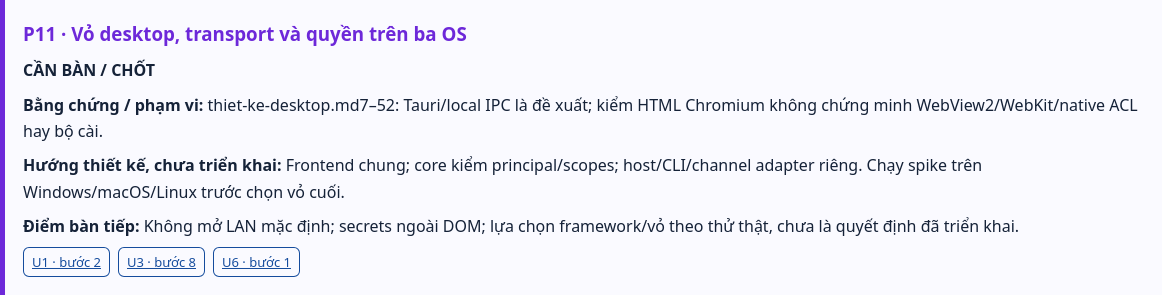 P11 · Vỏ desktop, transport và quyền trên ba OS
CẦN BÀN / CHỐT
Bằng chứng / phạm vi: thiet-ke-desktop.md7–52: Tauri/local IPC là đề xuất; kiểm HTML Chromium không chứng minh WebView2/WebKit/native ACL
hay bộ cài.
Hướng thiết kế, chưa triển khai: Frontend chung; core kiểm principal/scopes; host/CLI/channel adapter riêng. Chạy spike trên
Windows/macOS/Linux trước chọn vỏ cuối.
Điểm bàn tiếp: Không mở LAN mặc định; secrets ngoài DOM; lựa chọn framework/vỏ theo thử thật, chưa là quyết định đã triển khai.
U1 · bước 2 U3 · bước 8 U6 · bước 1